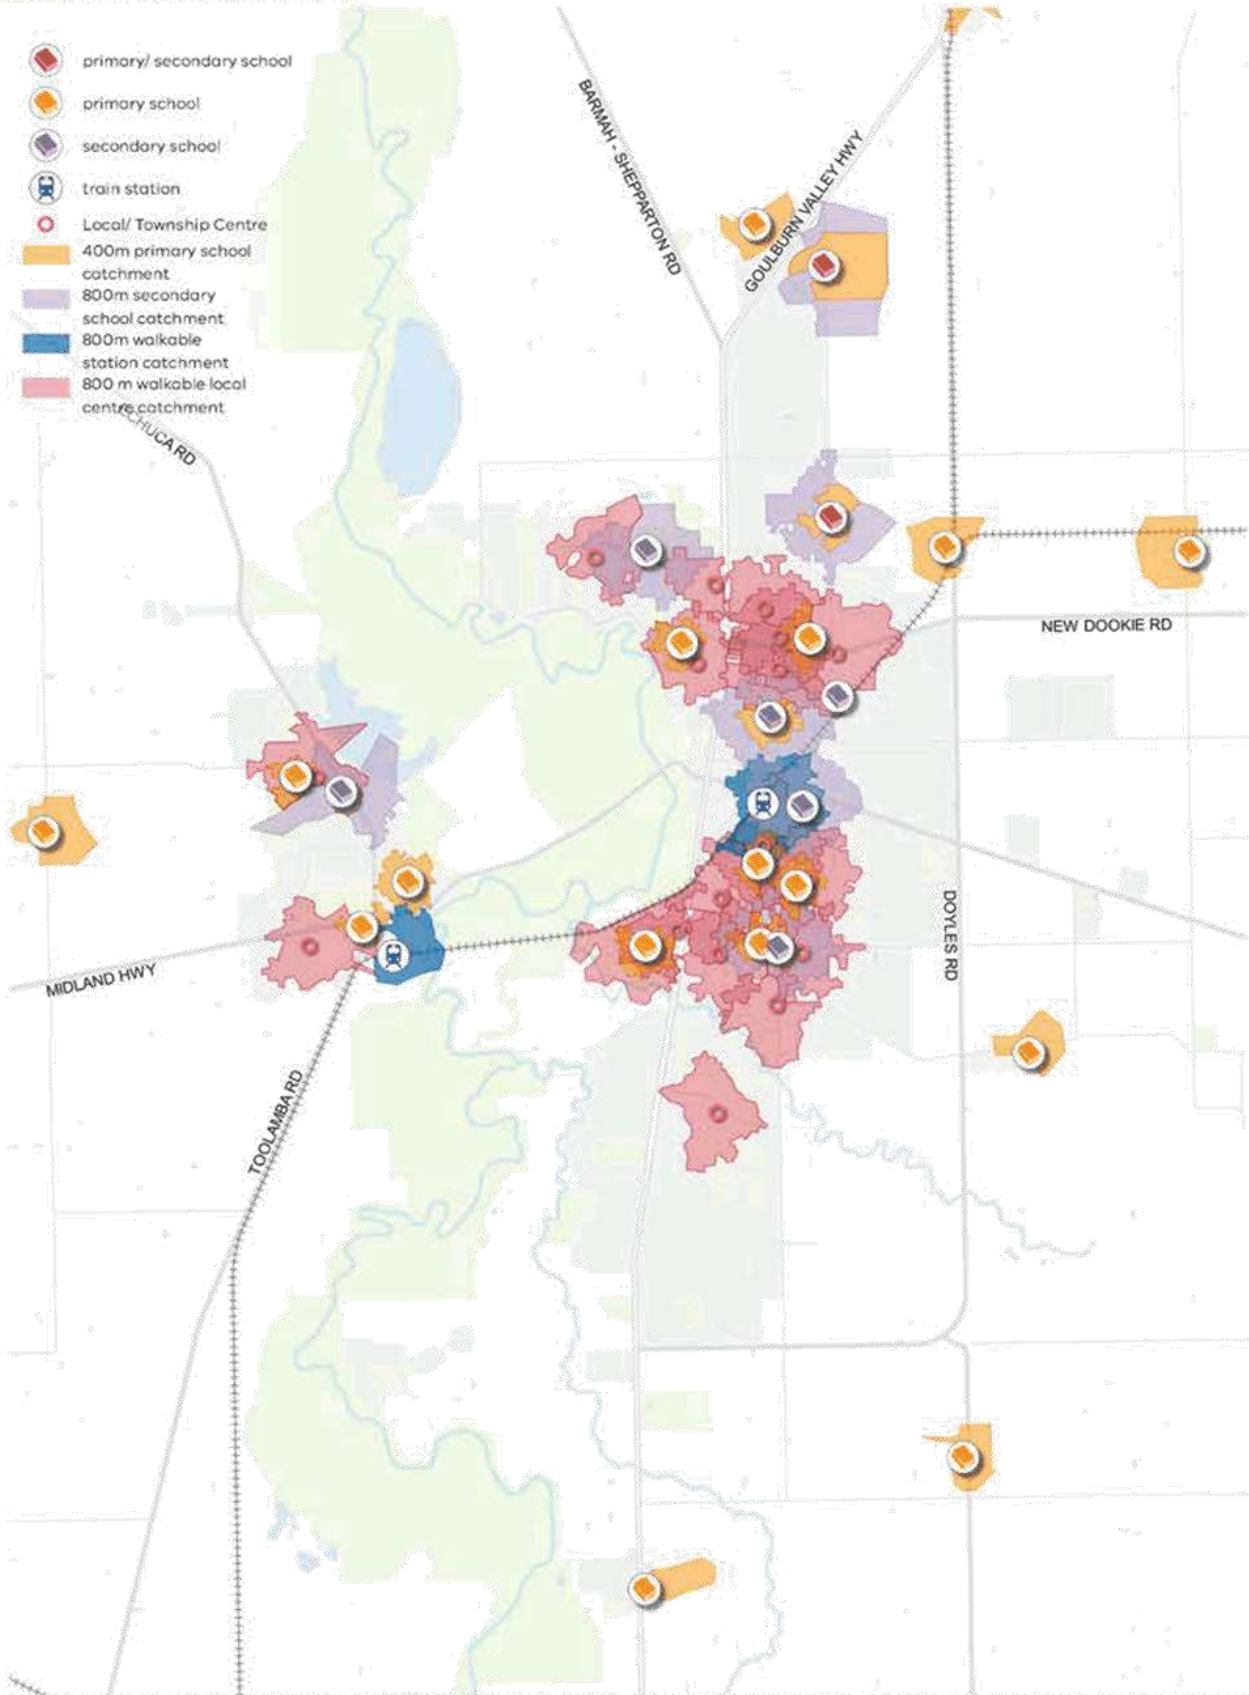 primary/ secondary school
primary school
secondary school
train station
Local/ Township Centre
400m primary school
catchment
800m secondary
school catchment
800m walkable
station catchment
800 m walkable local
centre catchment
BARMAH - SHEPPARTON RD
GOULBURN VALLEY HWY
ECHUCA RD
NEW DOOKIE RD
DOYLES RD
MIDLAND HWY
TOOLAMBA RD